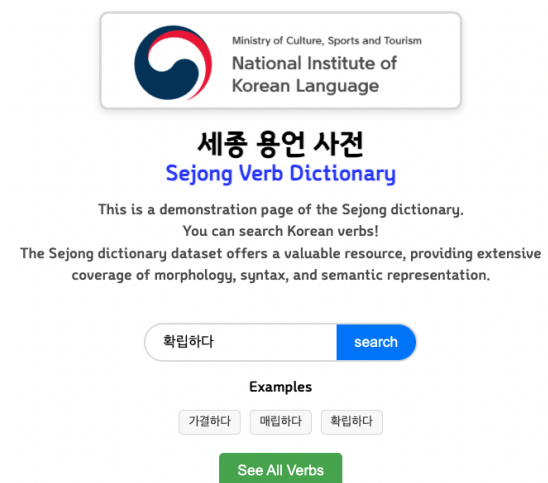 Ministry of Culture, Sports and Tourism
National Institute of
Korean Language
세종 용언 사전
Sejong Verb Dictionary
This is a demonstration page of the Sejong dictionary.
You can search Korean verbs!
The Sejong dictionary dataset offers a valuable resource, providing extensive
coverage of morphology, syntax, and semantic representation.
확립하다 search
Examples
가결하다 매립하다 확립하다
See All Verbs